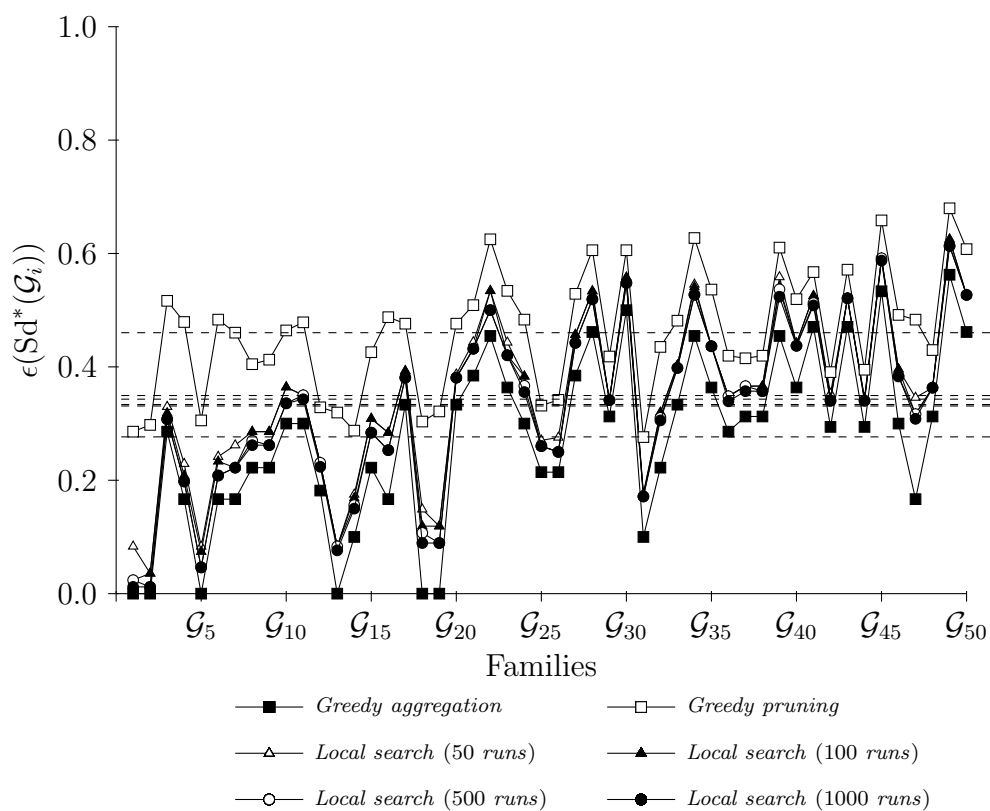 1.0
0.8
0.6
0.4
0.2
0.0
ϵ(Sd*(𝒢ᵢ))
𝒢₅ 𝒢₁₀ 𝒢₁₅ 𝒢₂₀ 𝒢₂₅ 𝒢₃₀ 𝒢₃₅ 𝒢₄₀ 𝒢₄₅ 𝒢₅₀
Families
Greedy aggregation Greedy pruning
Local search (50 runs) Local search (100 runs)
Local search (500 runs) Local search (1000 runs)